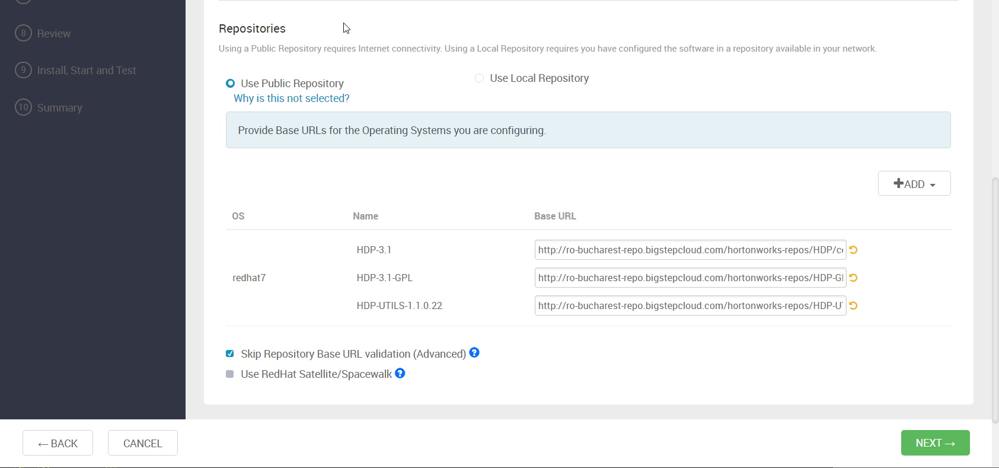 8 Review
9 Install, Start and Test
10 Summary
Repositories
Using a Public Repository requires Internet connectivity. Using a Local Repository requires you have configured the software in a repository available in your network.
Use Public Repository
Use Local Repository
Why is this not selected?
Provide Base URLs for the Operating Systems you are configuring.
ADD
OS Name Base URL
HDP-3.1 http://ro-bucharest-repo.bigstepcloud.com/hortonworks-repos/HDP/c
redhat7 HDP-3.1-GPL http://ro-bucharest-repo.bigstepcloud.com/hortonworks-repos/HDP-G
HDP-UTILS-1.1.0.22 http://ro-bucharest-repo.bigstepcloud.com/hortonworks-repos/HDP-U
Skip Repository Base URL validation (Advanced) ?
Use RedHat Satellite/Spacewalk ?
← BACK CANCEL NEXT →